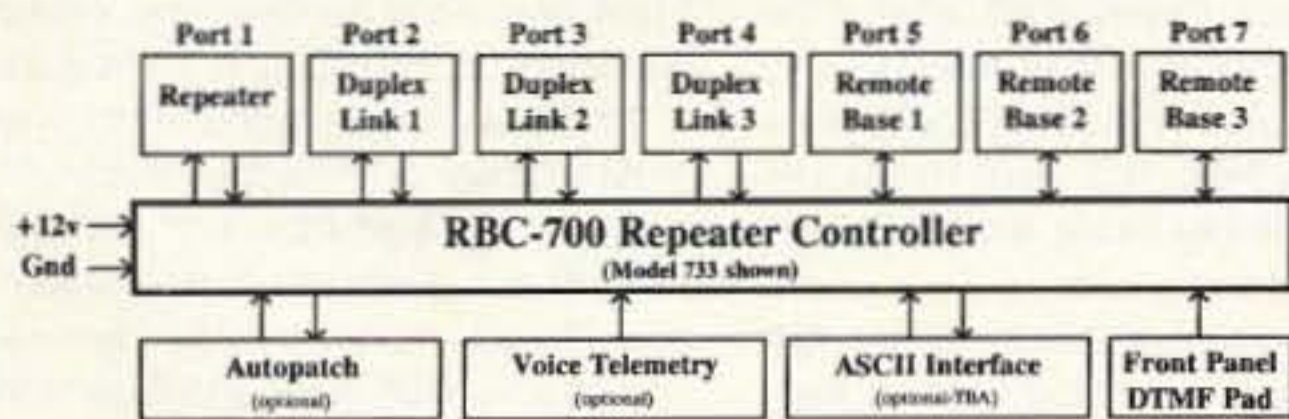 Port 1 Port 2 Port 3 Port 4 Port 5 Port 6 Port 7
Repeater
Duplex
Link 1
Duplex
Link 2
Duplex
Link 3
Remote
Base 1
Remote
Base 2
Remote
Base 3
+12v
Gnd
RBC-700 Repeater Controller
(Model 733 shown)
Autopatch
(optional)
Voice Telemetry
(optional)
ASCII Interface
(optional-TBA)
Front Panel
DTMF Pad